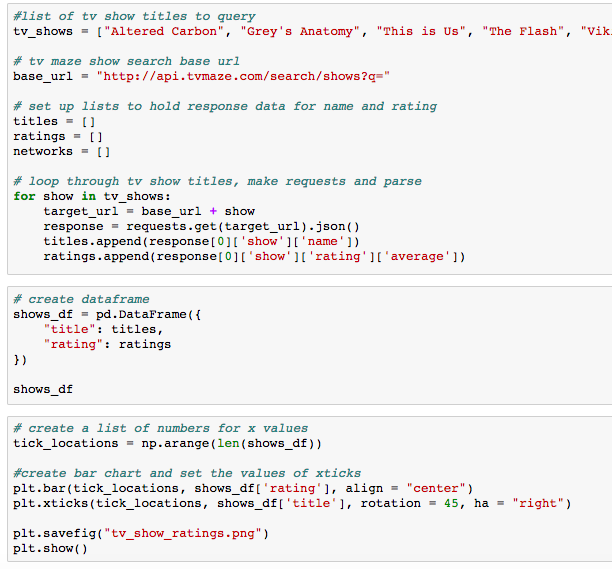 #list of tv show titles to query
tv_shows = ["Altered Carbon", "Grey's Anatomy", "This is Us", "The Flash", "Vik
# tv maze show search base url
base_url = "http://api.tvmaze.com/search/shows?q="
# set up lists to hold response data for name and rating
titles = []
ratings = []
networks = []
# loop through tv show titles, make requests and parse
for show in tv_shows:
    target_url = base_url + show
    response = requests.get(target_url).json()
    titles.append(response[0]['show']['name'])
    ratings.append(response[0]['show']['rating']['average'])
# create dataframe
shows_df = pd.DataFrame({
    "title": titles,
    "rating": ratings
})
shows_df
# create a list of numbers for x values
tick_locations = np.arange(len(shows_df))
#create bar chart and set the values of xticks
plt.bar(tick_locations, shows_df['rating'], align = "center")
plt.xticks(tick_locations, shows_df['title'], rotation = 45, ha = "right")
plt.savefig("tv_show_ratings.png")
plt.show()